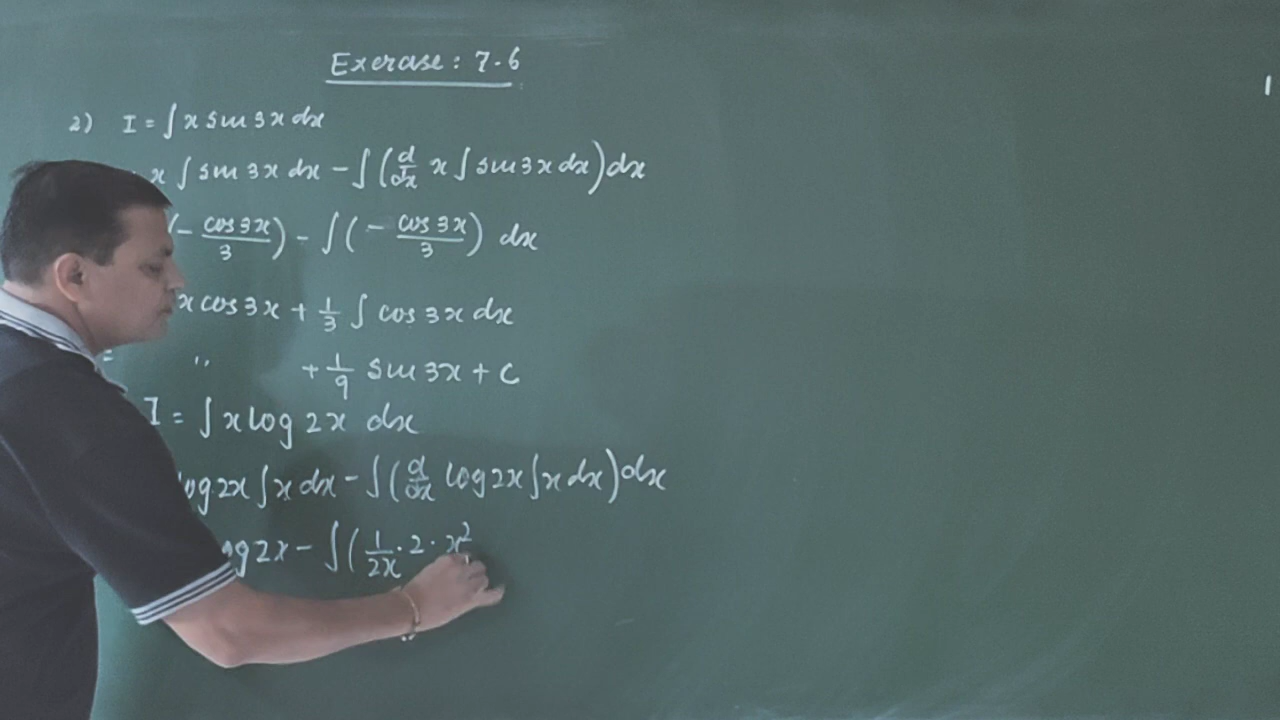 Exercise: 7.6
2) I = ∫ x sin 3x dx
x ∫ sin 3x dx − ∫ (d/dx x ∫ sin 3x dx) dx
(− cos 3x/3) − ∫ (− cos 3x/3) dx
x cos 3x + 1/3 ∫ cos 3x dx
= " + 1/9 sin 3x + C
I = ∫ x log 2x dx
log 2x ∫ x dx − ∫ (d/dx log 2x ∫ x dx) dx
og 2x − ∫ (1/2x · 2 · x²